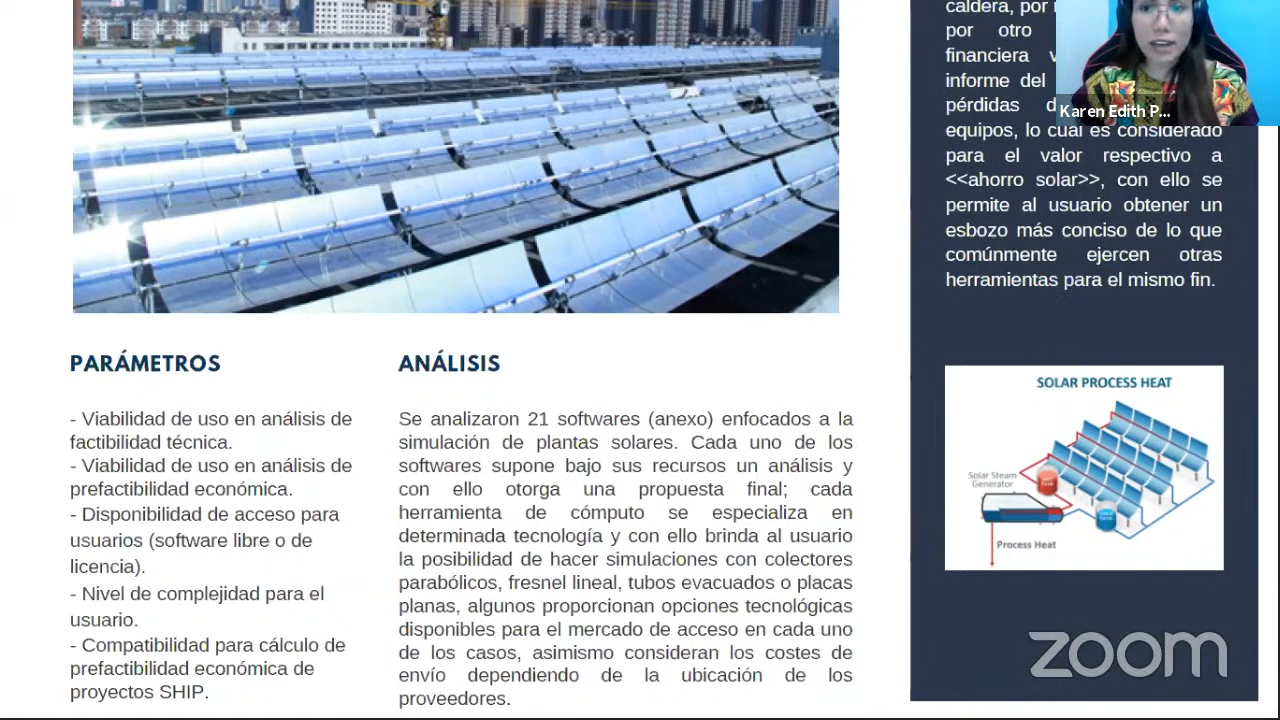 PARÁMETROS
- Viabilidad de uso en análisis de
factibilidad técnica.
- Viabilidad de uso en análisis de
prefactibilidad económica.
- Disponibilidad de acceso para
usuarios (software libre o de
licencia).
- Nivel de complejidad para el
usuario.
- Compatibilidad para cálculo de
prefactibilidad económica de
proyectos SHIP.
ANÁLISIS
Se analizaron 21 softwares (anexo) enfocados a la
simulación de plantas solares. Cada uno de los
softwares supone bajo sus recursos un análisis y
con ello otorga una propuesta final; cada
herramienta de cómputo se especializa en
determinada tecnología y con ello brinda al usuario
la posibilidad de hacer simulaciones con colectores
parabólicos, fresnel lineal, tubos evacuados o placas
planas, algunos proporcionan opciones tecnológicas
disponibles para el mercado de acceso en cada uno
de los casos, asimismo consideran los costes de
envío dependiendo de la ubicación de los
proveedores.
caldera, por
por otro
financiera
informe del
pérdidas
equipos, lo cual es considerado
para el valor respectivo a
<<ahorro solar>>, con ello se
permite al usuario obtener un
esbozo más conciso de lo que
comúnmente ejercen otras
herramientas para el mismo fin.
Karen Edith P...
SOLAR PROCESS HEAT
Solar Steam
Generator
Process Heat
zoom